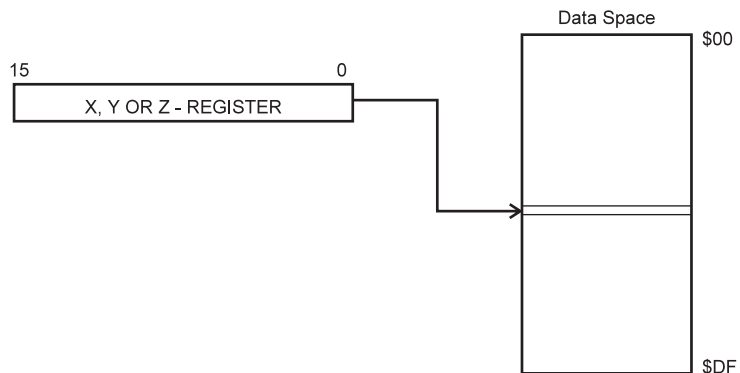 Data Space
$00
15
0
X, Y OR Z - REGISTER
$DF